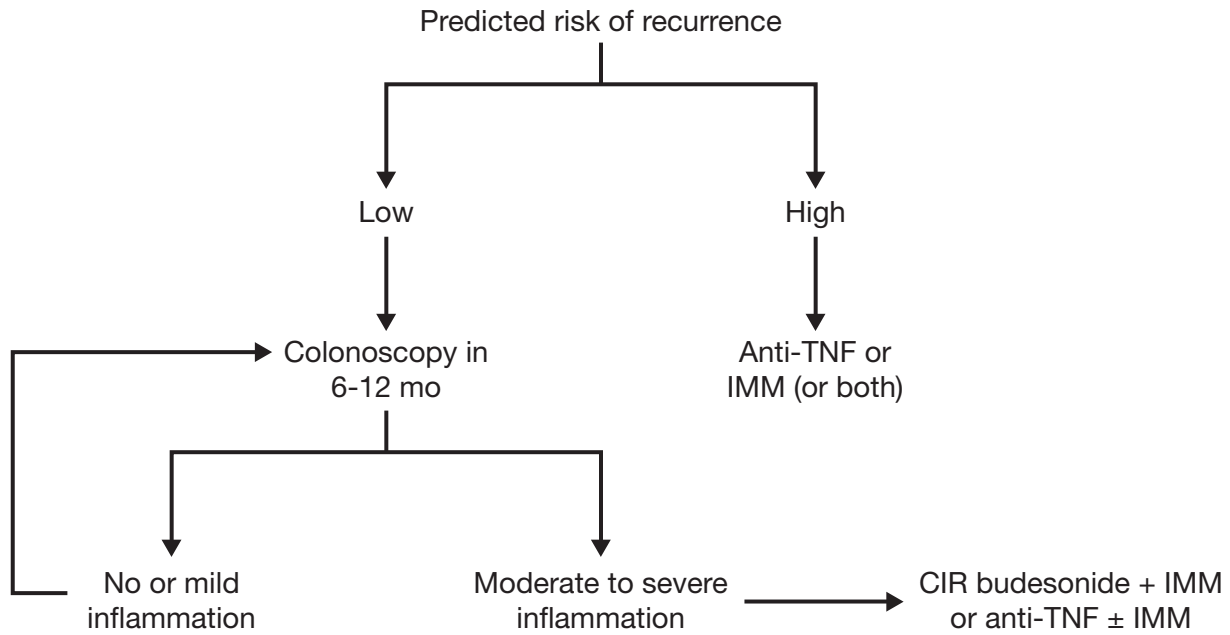 Predicted risk of recurrence
Low
High
Colonoscopy in
6-12 mo
Anti-TNF or
IMM (or both)
No or mild
inflammation
Moderate to severe
inflammation
CIR budesonide + IMM
or anti-TNF ± IMM